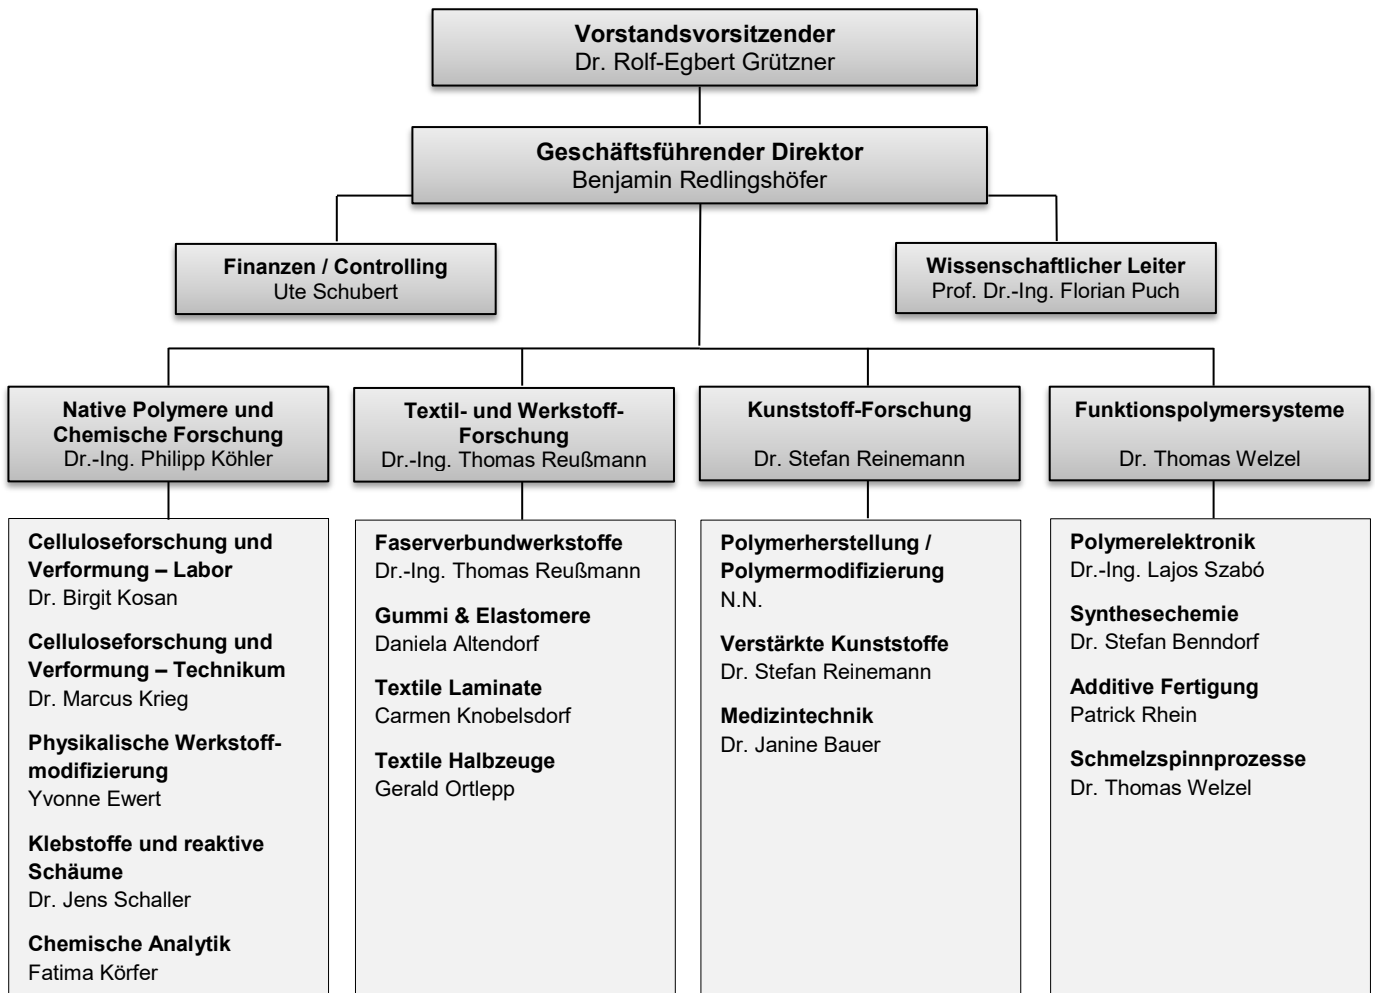 Vorstandsvorsitzender
Dr. Rolf-Egbert Grützner
Geschäftsführender Direktor
Benjamin Redlingshöfer
Finanzen / Controlling
Ute Schubert
Wissenschaftlicher Leiter
Prof. Dr.-Ing. Florian Puch
Native Polymere und
Chemische Forschung
Dr.-Ing. Philipp Köhler
Textil- und Werkstoff-
Forschung
Dr.-Ing. Thomas Reußmann
Kunststoff-Forschung
Dr. Stefan Reinemann
Funktionspolymersysteme
Dr. Thomas Welzel
Celluloseforschung und
Verformung – Labor
Dr. Birgit Kosan
Celluloseforschung und
Verformung – Technikum
Dr. Marcus Krieg
Physikalische Werkstoff-
modifizierung
Yvonne Ewert
Klebstoffe und reaktive
Schäume
Dr. Jens Schaller
Chemische Analytik
Fatima Körfer
Faserverbundwerkstoffe
Dr.-Ing. Thomas Reußmann
Gummi & Elastomere
Daniela Altendorf
Textile Laminate
Carmen Knobelsdorf
Textile Halbzeuge
Gerald Ortlepp
Polymerherstellung /
Polymermodifizierung
N.N.
Verstärkte Kunststoffe
Dr. Stefan Reinemann
Medizintechnik
Dr. Janine Bauer
Polymerelektronik
Dr.-Ing. Lajos Szabó
Synthesechemie
Dr. Stefan Benndorf
Additive Fertigung
Patrick Rhein
Schmelzspinnprozesse
Dr. Thomas Welzel